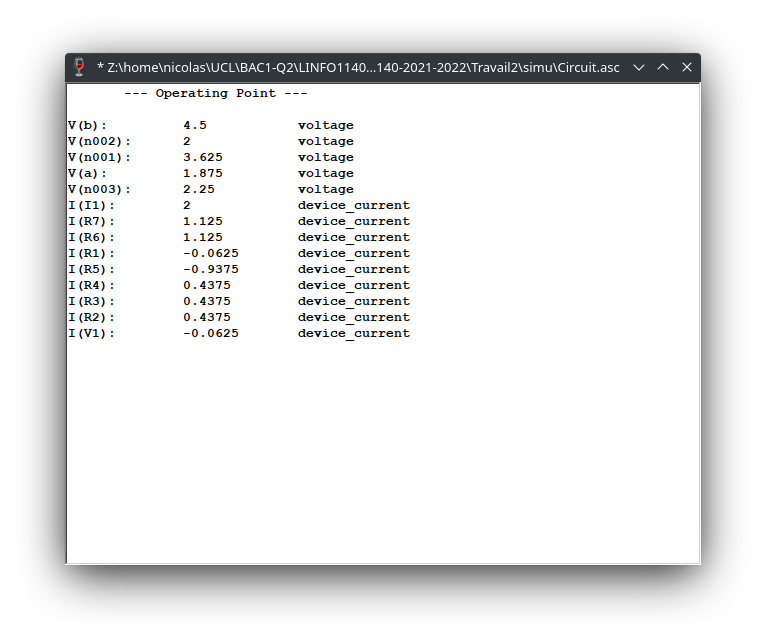 * Z:\home\nicolas\UCL\BAC1-Q2\LINFO1140...140-2021-2022\Travail2\simu\Circuit.asc
--- Operating Point ---
V(b): 4.5 voltage
V(n002): 2 voltage
V(n001): 3.625 voltage
V(a): 1.875 voltage
V(n003): 2.25 voltage
I(I1): 2 device_current
I(R7): 1.125 device_current
I(R6): 1.125 device_current
I(R1): -0.0625 device_current
I(R5): -0.9375 device_current
I(R4): 0.4375 device_current
I(R3): 0.4375 device_current
I(R2): 0.4375 device_current
I(V1): -0.0625 device_current